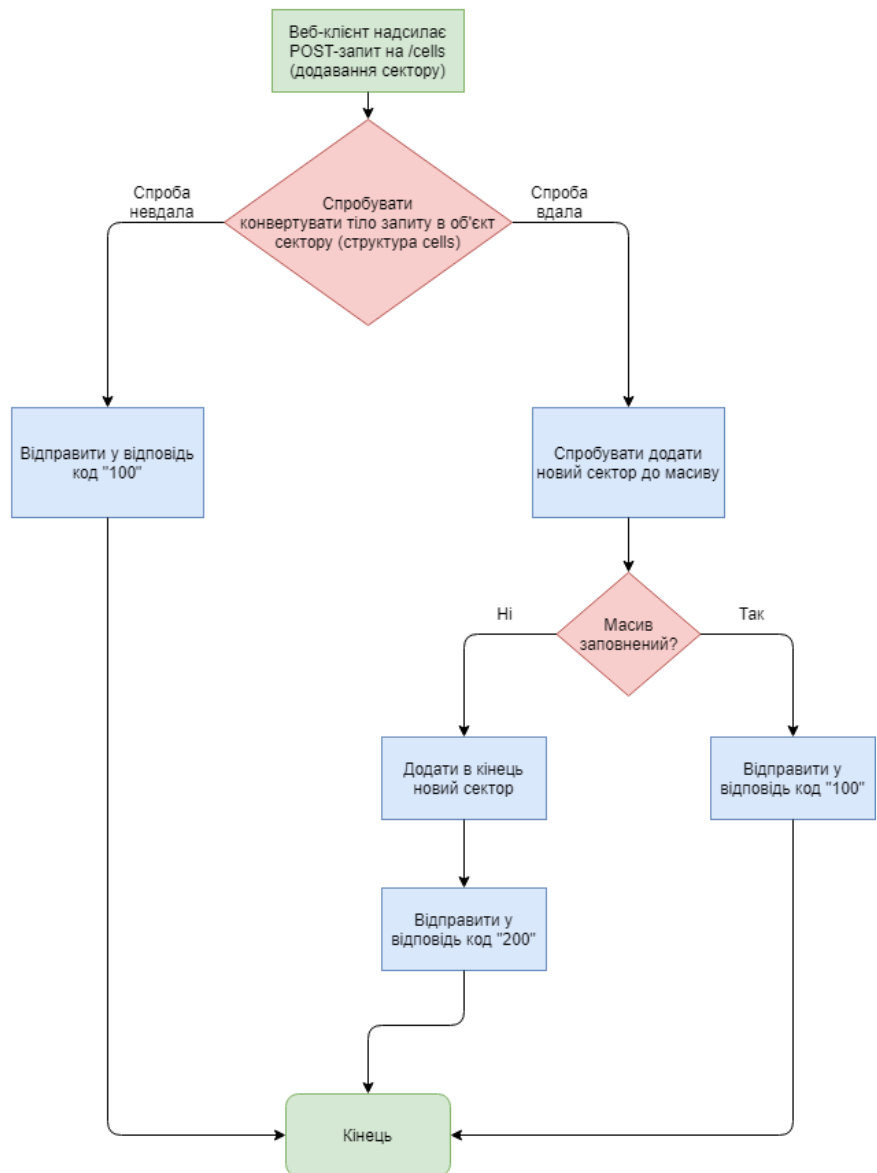 Веб-клієнт надсилає
POST-запит на /cells
(додавання сектору)
Спроба
невдала
Спроба
вдала
Спробувати
конвертувати тіло запиту в об'єкт
сектору (структура cells)
Відправити у відповідь
код "100"
Спробувати додати
новий сектор до масиву
Ні
Так
Масив
заповнений?
Додати в кінець
новий сектор
Відправити у
відповідь код "100"
Відправити у
відповідь код "200"
Кінець